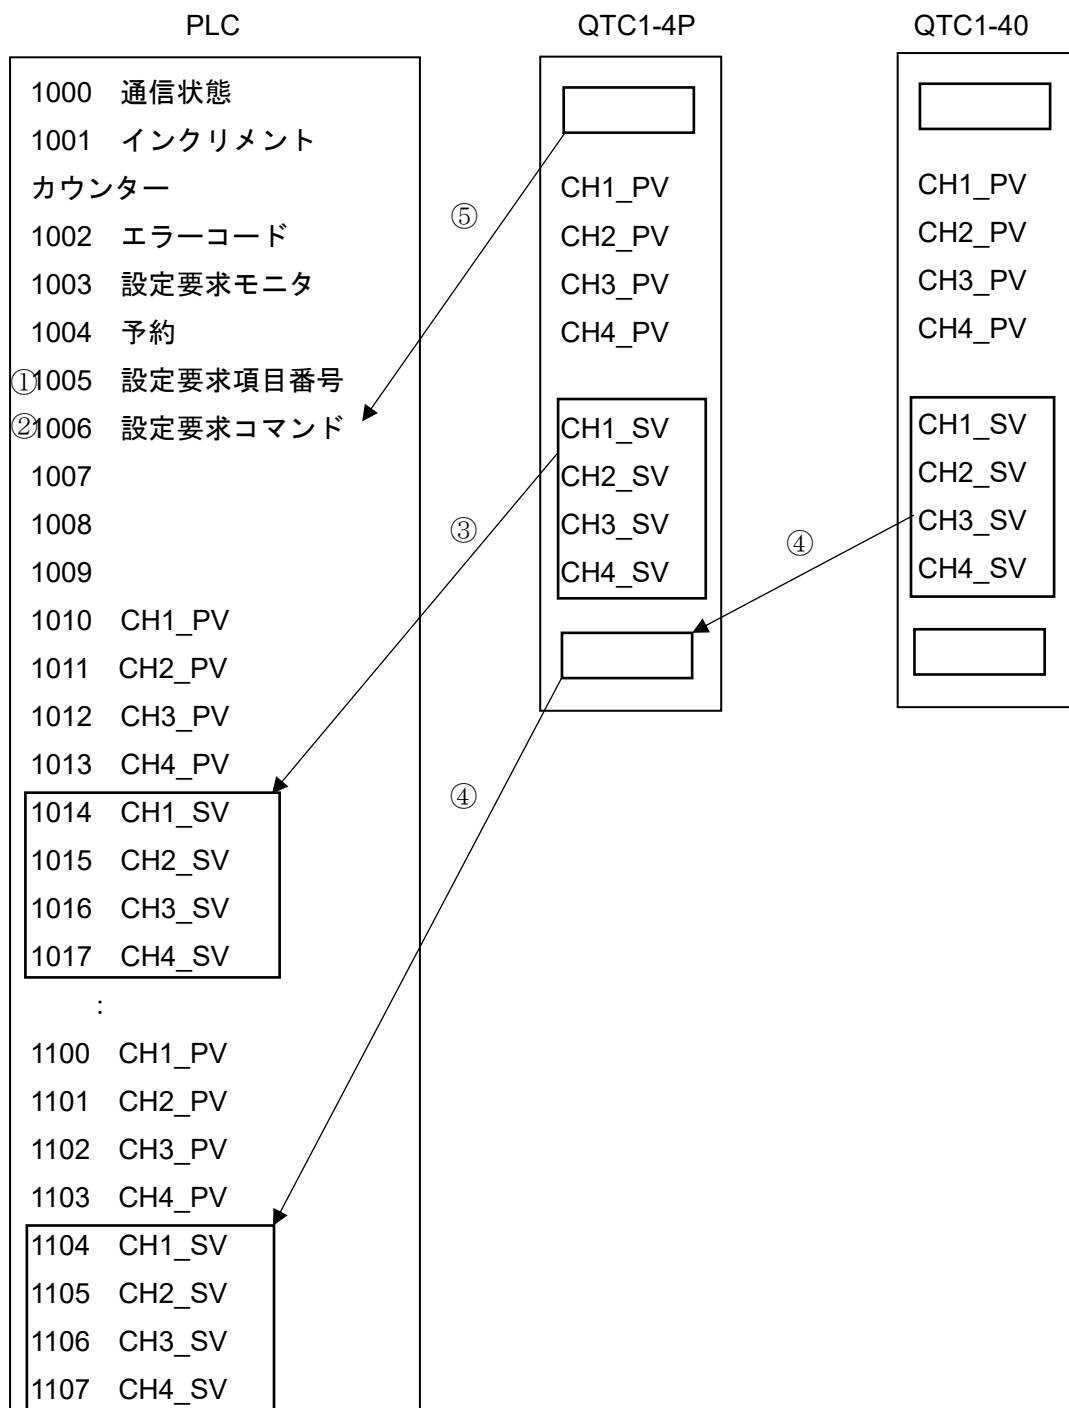 PLC
1000 通信状態
1001 インクリメント
カウンター
1002 エラーコード
1003 設定要求モニタ
1004 予約
①1005 設定要求項目番号
②1006 設定要求コマンド
1007
1008
1009
1010 CH1_PV
1011 CH2_PV
1012 CH3_PV
1013 CH4_PV
1014 CH1_SV
1015 CH2_SV
1016 CH3_SV
1017 CH4_SV
:
1100 CH1_PV
1101 CH2_PV
1102 CH3_PV
1103 CH4_PV
1104 CH1_SV
1105 CH2_SV
1106 CH3_SV
1107 CH4_SV
⑤
③
④
QTC1-4P
CH1_PV
CH2_PV
CH3_PV
CH4_PV
CH1_SV
CH2_SV
CH3_SV
CH4_SV
④
QTC1-40
CH1_PV
CH2_PV
CH3_PV
CH4_PV
CH1_SV
CH2_SV
CH3_SV
CH4_SV